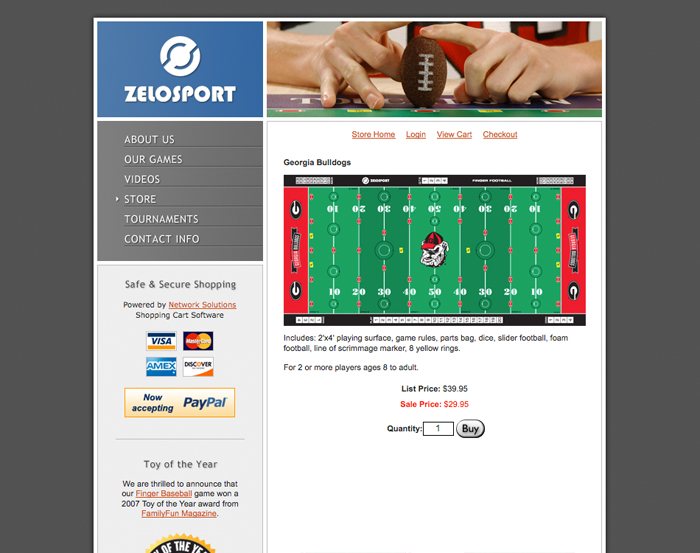 ZELOSPORT
ABOUT US
OUR GAMES
VIDEOS
STORE
TOURNAMENTS
CONTACT INFO
Safe & Secure Shopping
Powered by Network Solutions
Shopping Cart Software
VISA
MasterCard
AMEX
DISCOVER
Now
accepting
PayPal
Toy of the Year
We are thrilled to announce that
our Finger Baseball game won a
2007 Toy of the Year award from
FamilyFun Magazine.
TOY OF THE YEAR
Store Home Login View Cart Checkout
Georgia Bulldogs
ZELOSPORT
FINGER FOOTBALL
10 20 30 40 50 40 30 20 10
G
G
GEORGIA BULLDOGS
G
G
10 20 30 40 50 40 30 20 10
Includes: 2'x4' playing surface, game rules, parts bag, dice, slider football, foam
football, line of scrimmage marker, 8 yellow rings.
For 2 or more players ages 8 to adult.
List Price: $39.95
Sale Price: $29.95
Quantity: 1 Buy